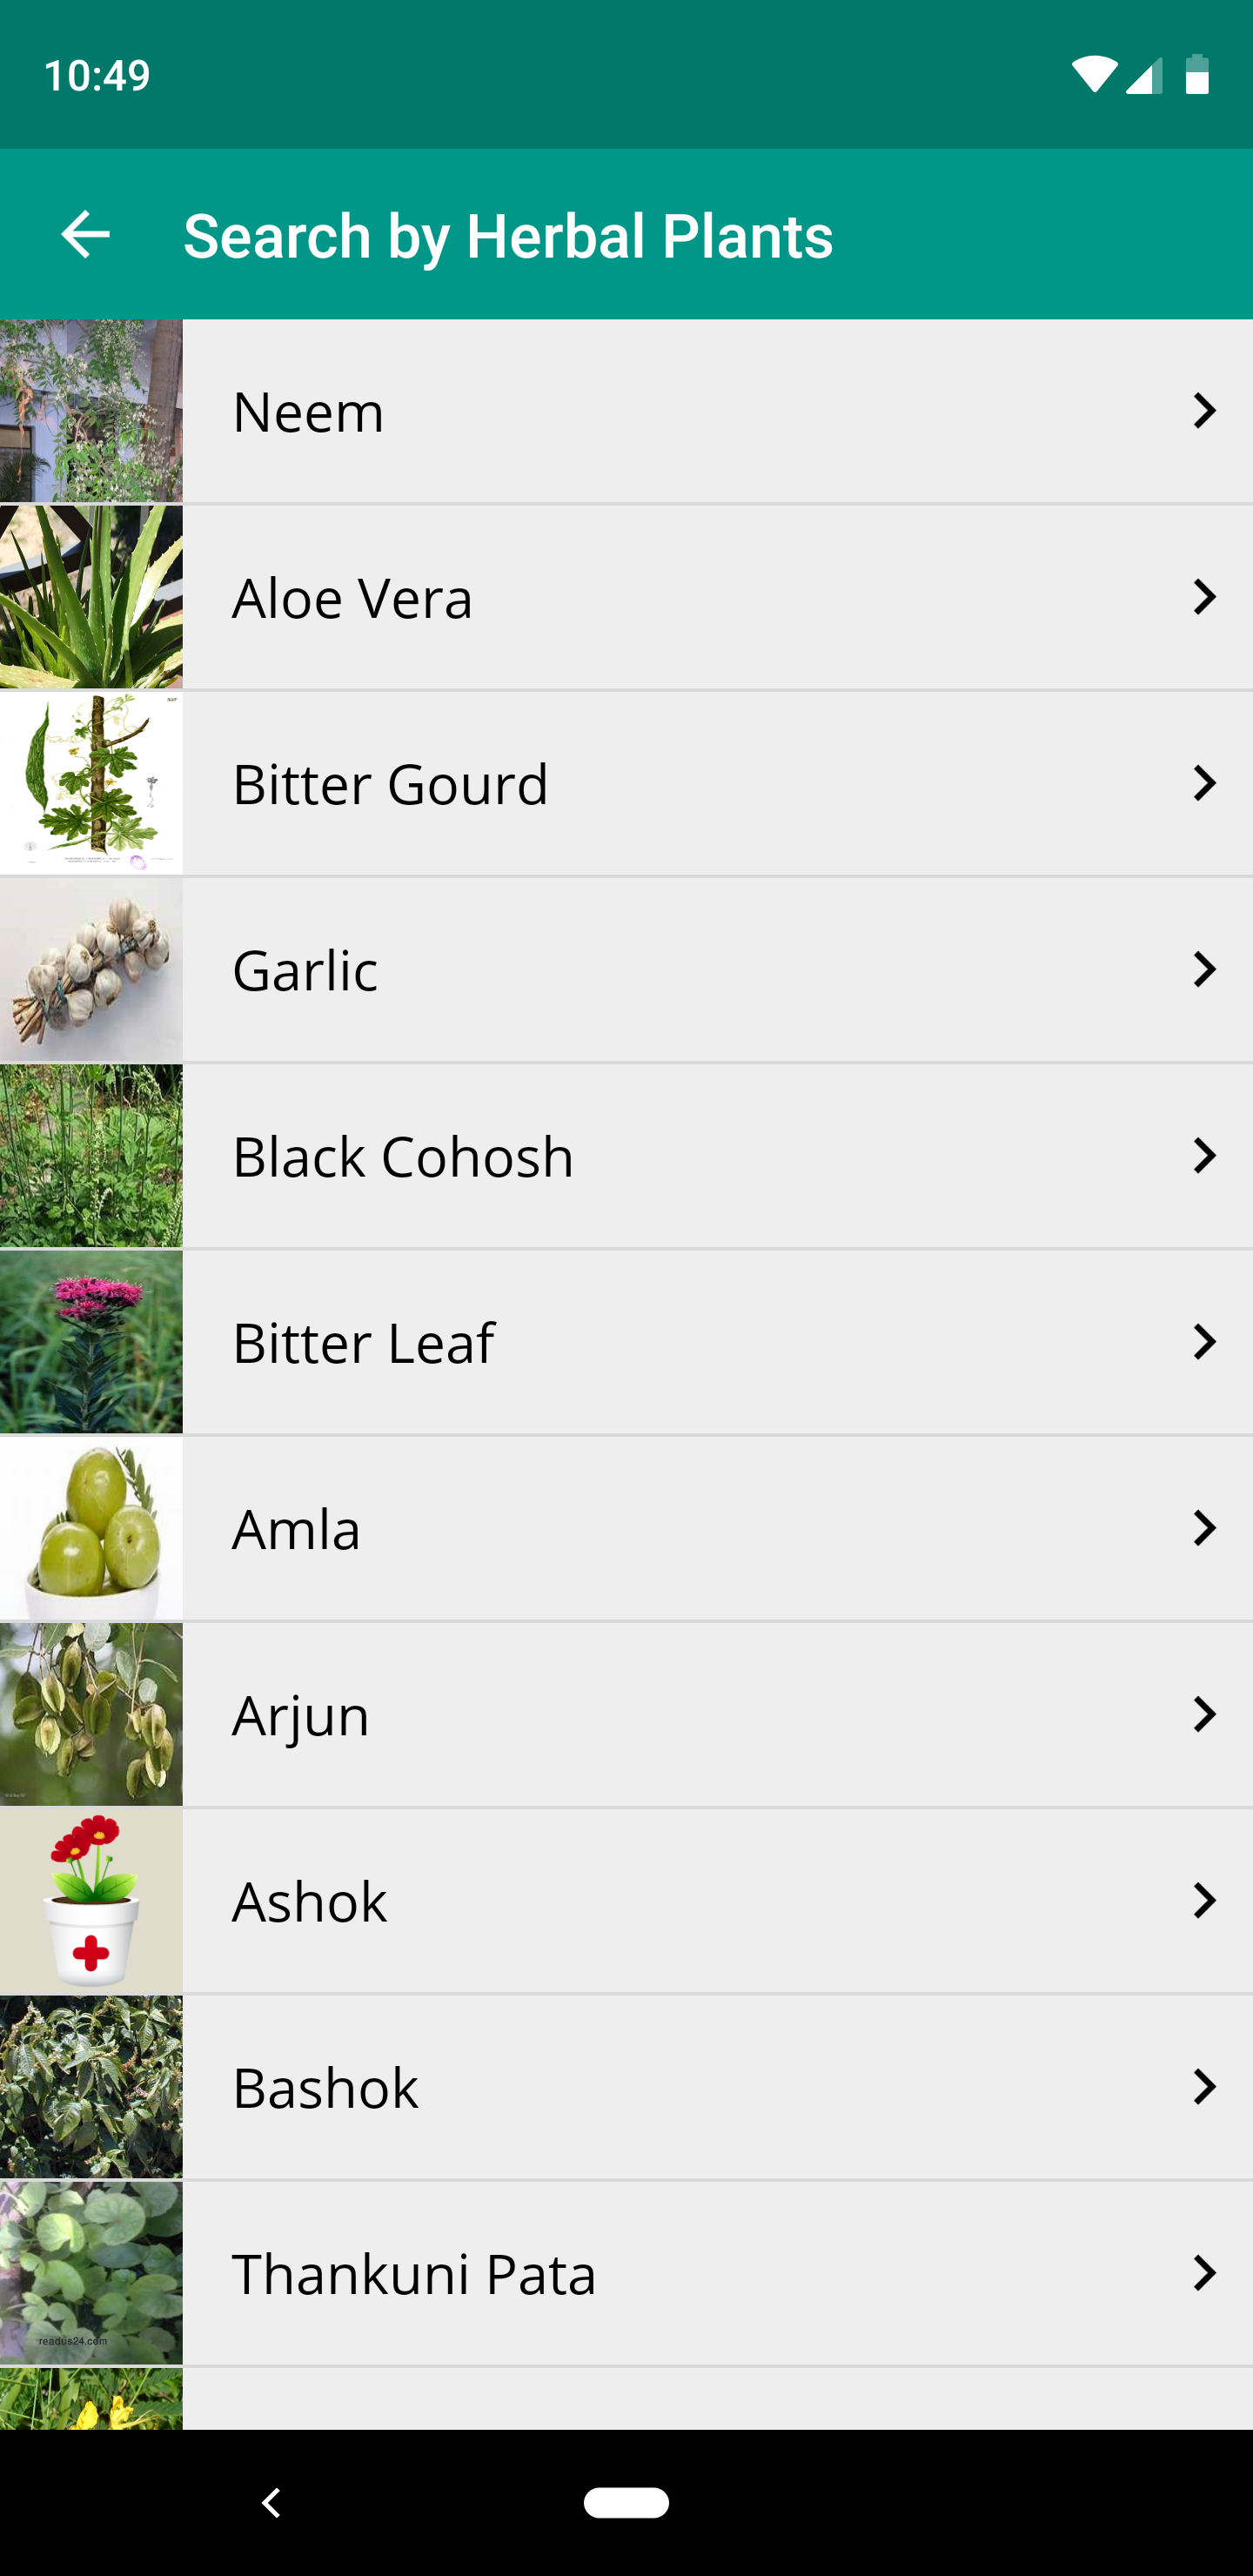 10:49
Search by Herbal Plants
Neem
Aloe Vera
Bitter Gourd
Garlic
Black Cohosh
Bitter Leaf
Amla
Arjun
Ashok
Bashok
Thankuni Pata
readus24.com